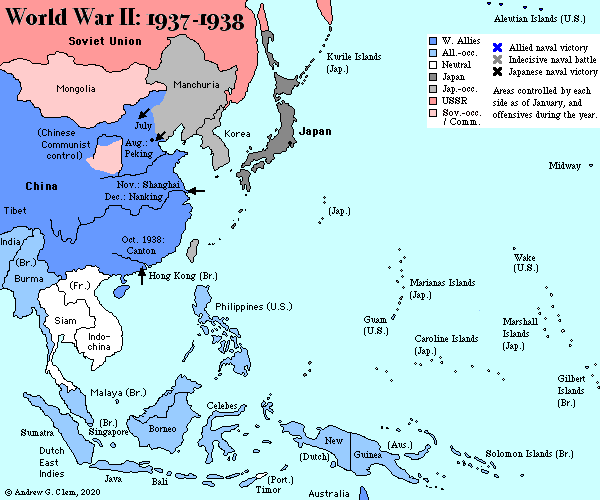 World War II: 1937-1938
Aleutian Islands (U.S.)
Soviet Union
Kurile Islands
(Jap.)
W. Allies
All.-occ.
Neutral
Japan
Jap.-occ.
USSR
Sov.-occ.
/ Comm.
Allied naval victory
Indecisive naval battle
Japanese naval victory
Areas controlled by each
side as of January, and
offensives during the year.
Mongolia
Manchuria
July
(Chinese
Communist
control)
Aug.:
Peking
Korea
Japan
Midway
China
Nov.: Shanghai
Dec.: Nanking
Tibet
(Jap.)
India
(Br.)
Burma
Oct. 1938:
Canton
Hong Kong (Br.)
Wake
(U.S.)
(Fr.)
Siam
Indo-
china
Philippines (U.S.)
Marianas Islands
(Jap.)
Guam
(U.S.)
Marshall
Islands
(Jap.)
Caroline Islands
(Jap.)
Gilbert
Islands
(Br.)
Malaya (Br.)
(Br.)
Singapore
Sumatra
Borneo
Celebes
Dutch
East
Indies
Java
Bali
(Port.)
Timor
New
Guinea
(Dutch)
(Aus.)
Solomon Islands (Br.)
Australia
© Andrew G. Clem, 2020